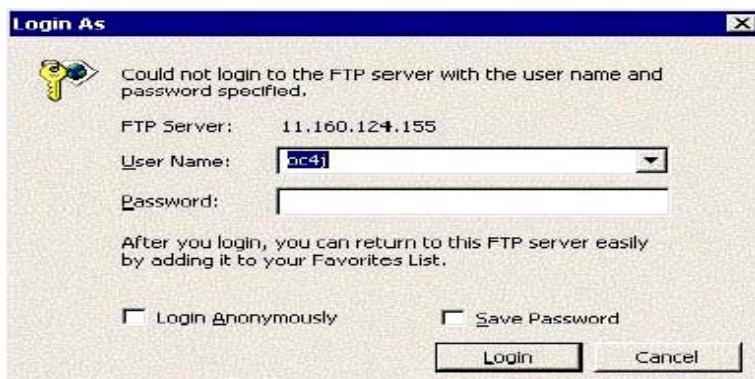 Login As
Could not login to the FTP server with the user name and
password specified.
FTP Server: 11.160.124.155
User Name: oc4j
Password:
After you login, you can return to this FTP server easily
by adding it to your Favorites List.
Login Anonymously Save Password
Login Cancel